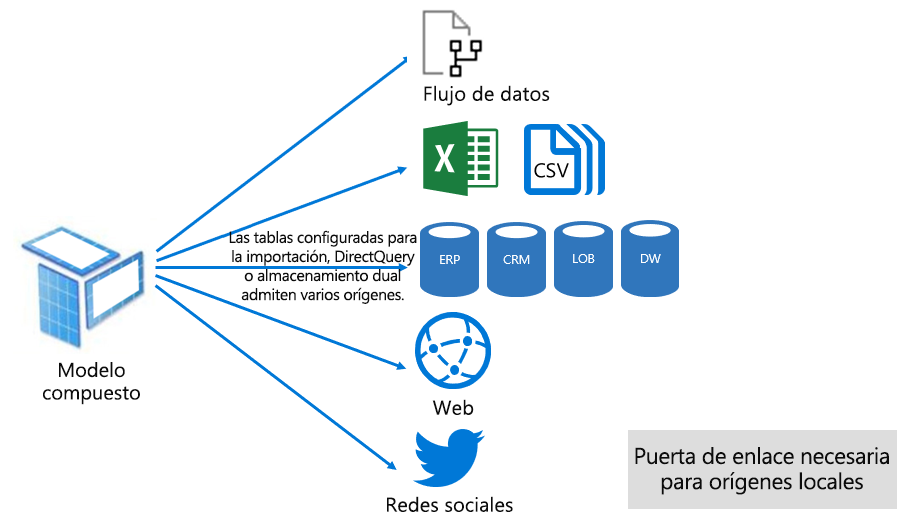 Flujo de datos
X
CSV
Las tablas configuradas para
la importación, DirectQuery
o almacenamiento dual
admiten varios orígenes.
ERP
CRM
LOB
DW
Modelo
compuesto
Web
Redes sociales
Puerta de enlace necesaria
para orígenes locales